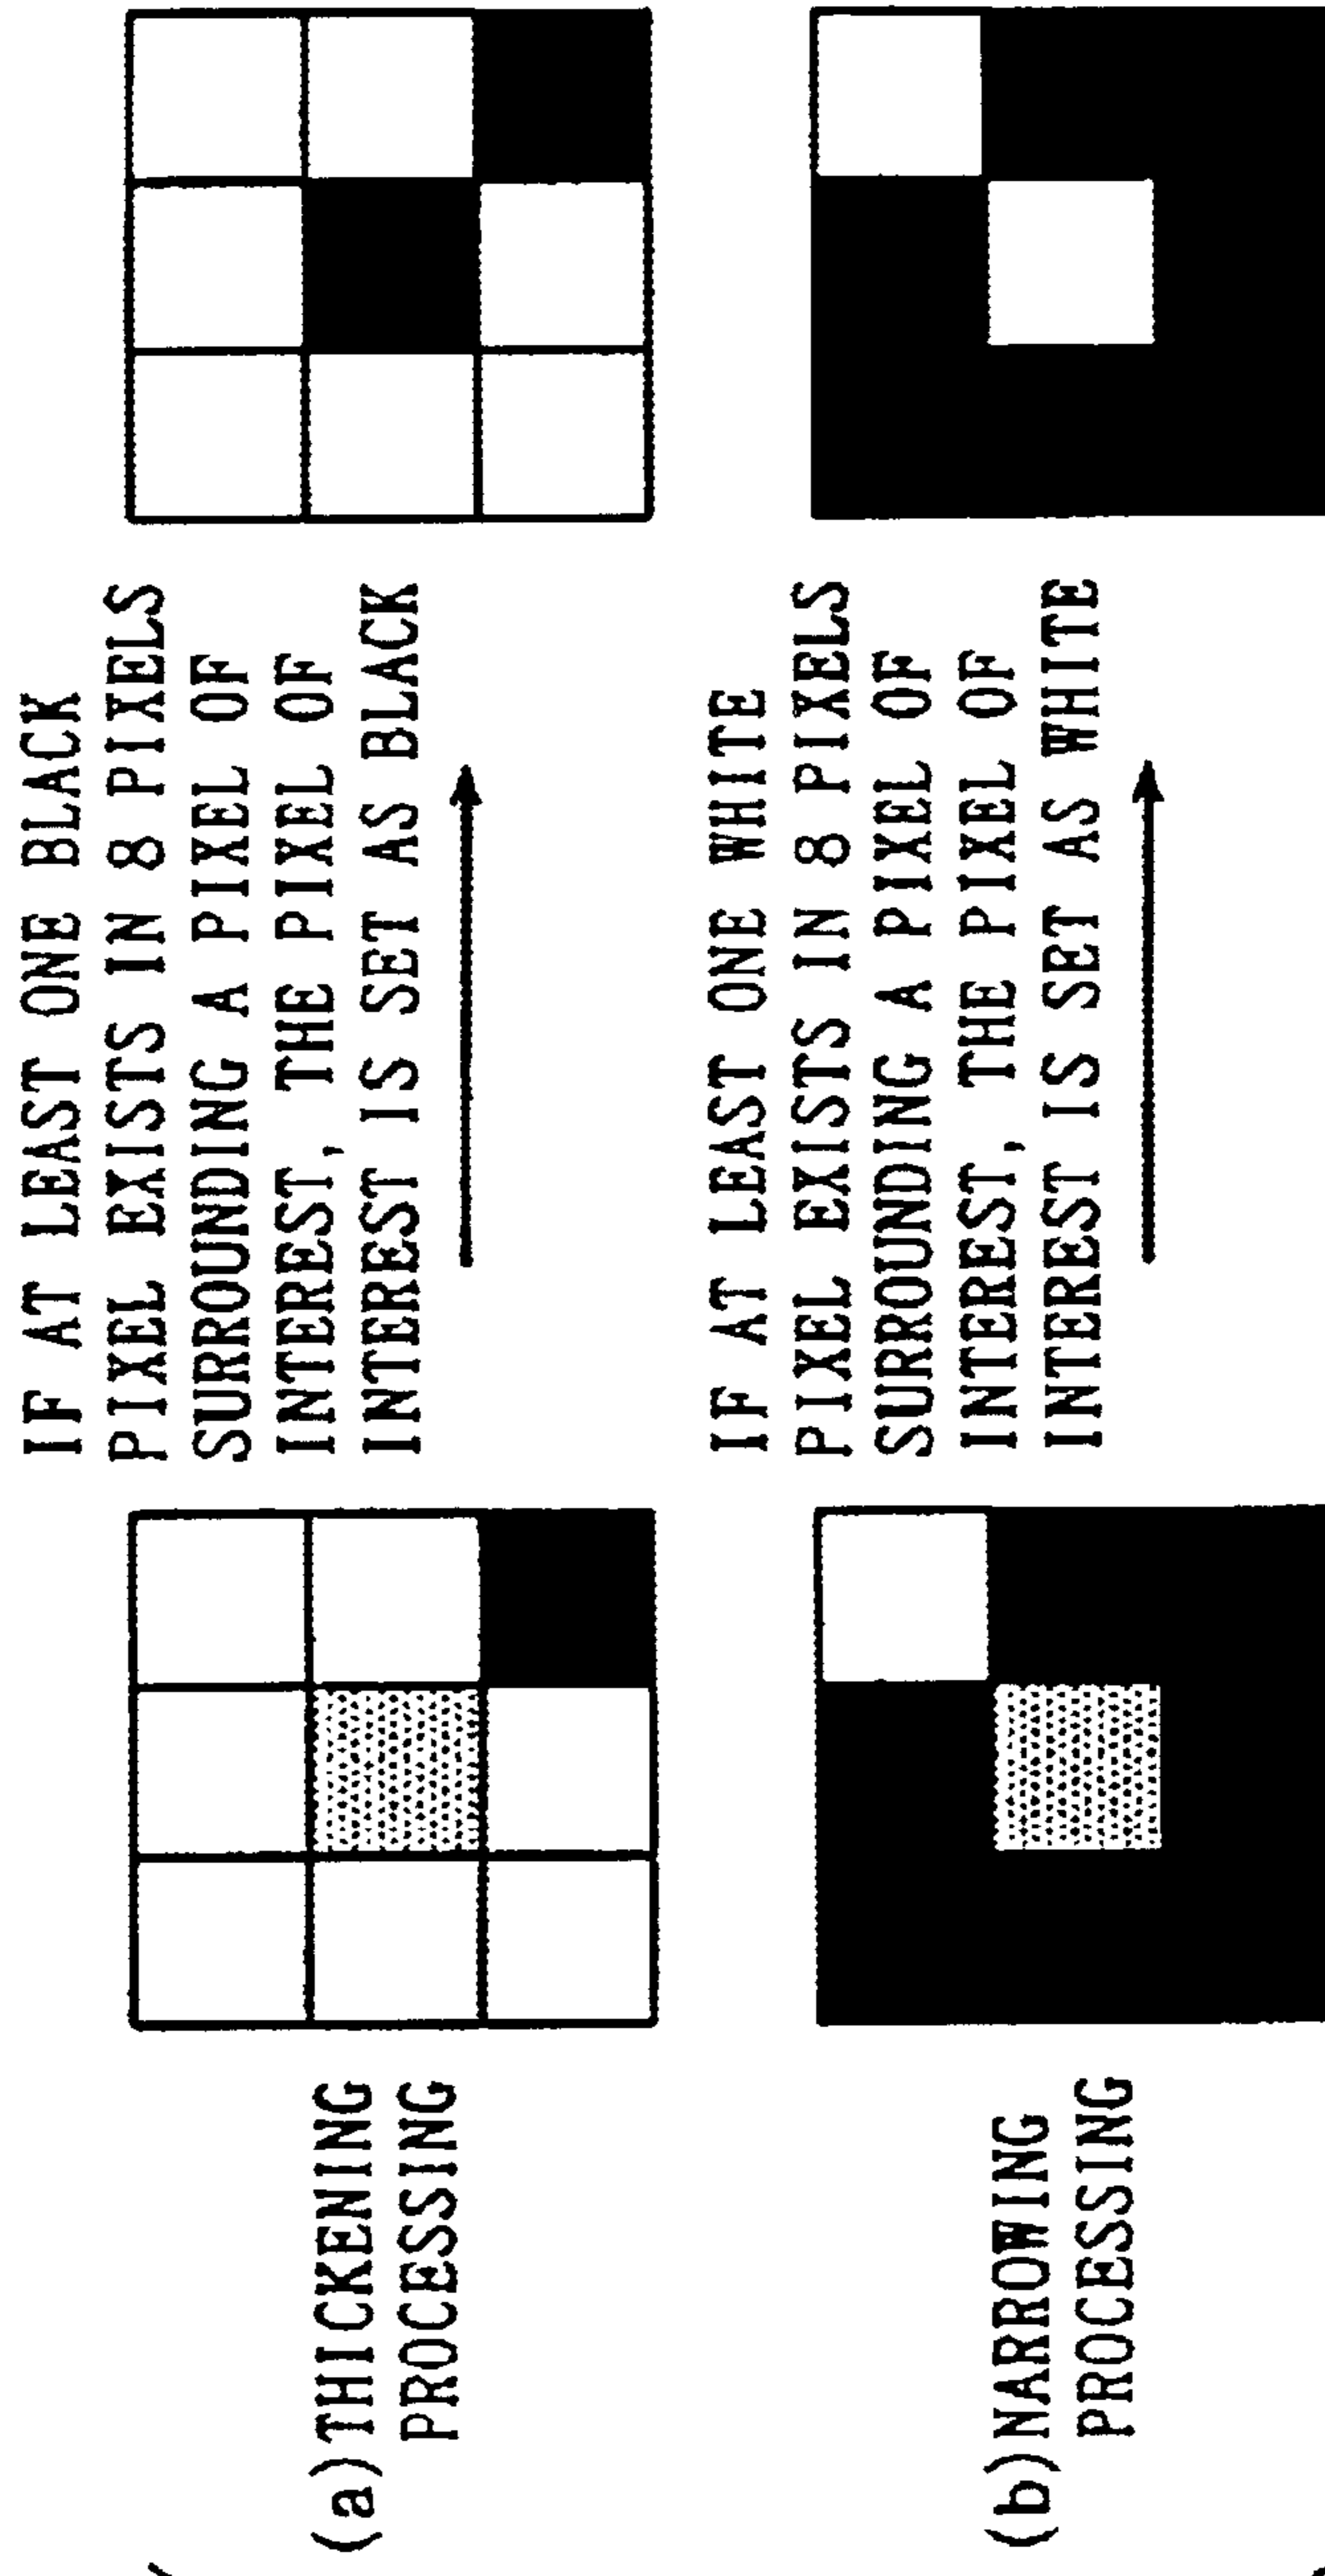 (a)THICKENING
PROCESSING
IF AT LEAST ONE BLACK
PIXEL EXISTS IN 8 PIXELS
SURROUNDING A PIXEL OF
INTEREST, THE PIXEL OF
INTEREST IS SET AS BLACK
(b)NARROWING
PROCESSING
IF AT LEAST ONE WHITE
PIXEL EXISTS IN 8 PIXELS
SURROUNDING A PIXEL OF
INTEREST, THE PIXEL OF
INTEREST IS SET AS WHITE